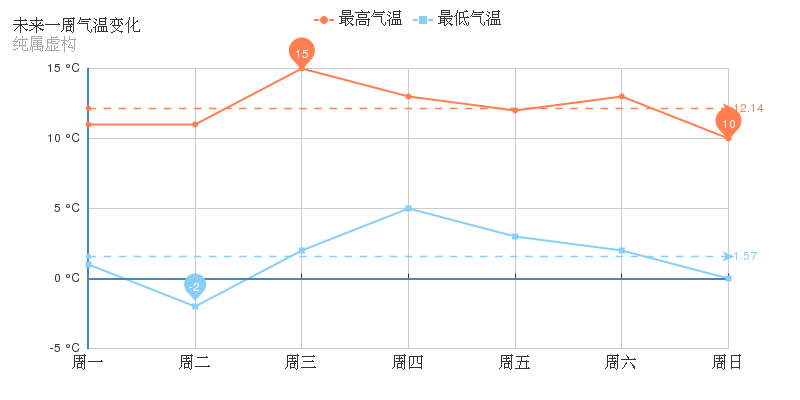 未来一周气温变化
纯属虚构
最高气温 最低气温
15 °C
10 °C
5 °C
0 °C
-5 °C
15
12.14
10
-2
1.57
周一 周二 周三 周四 周五 周六 周日